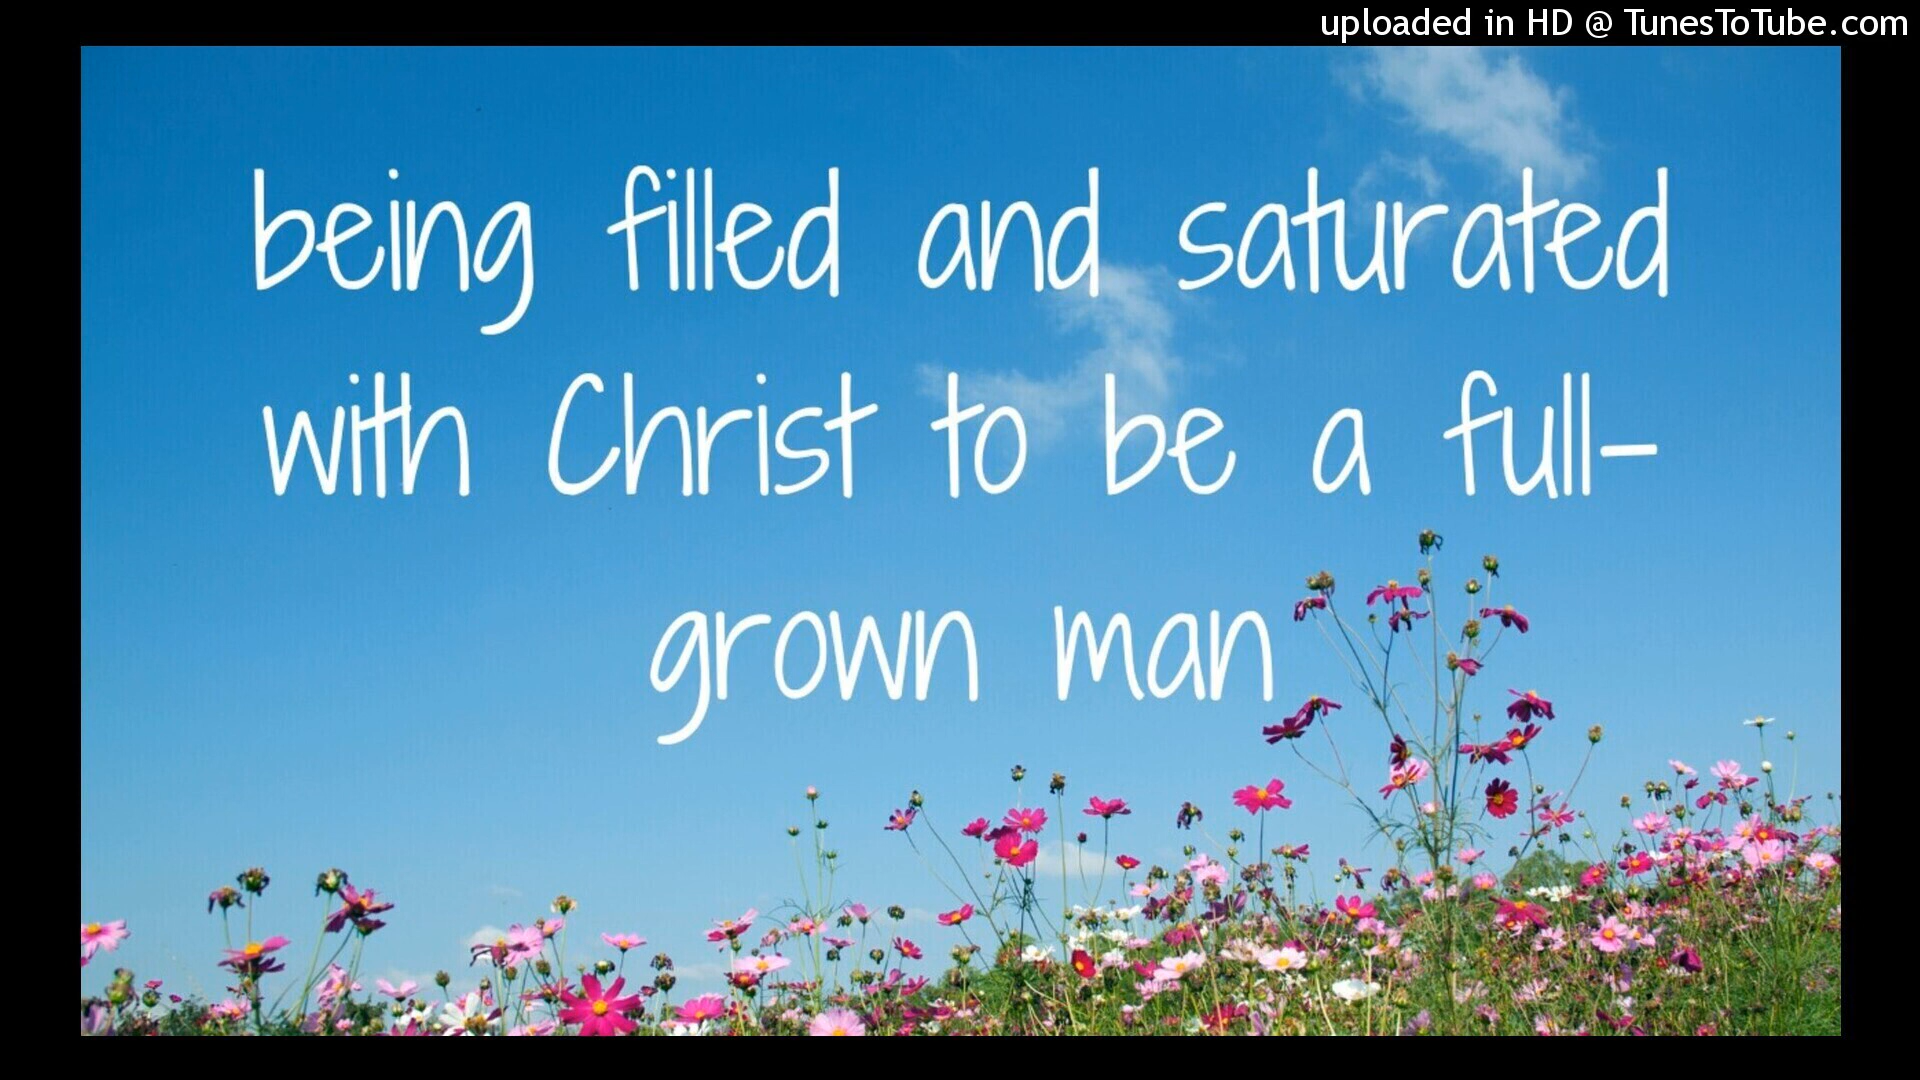 uploaded in HD @ TunesToTube.com
being filled and saturated
with Christ to be a full-
grown man